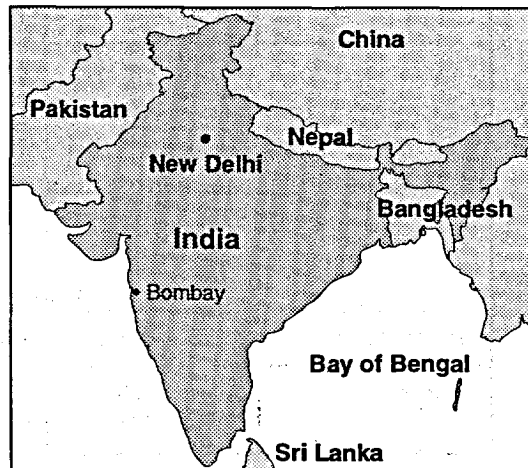 China
Pakistan
Nepal
New Delhi
Bangladesh
India
Bombay
Bay of Bengal
Sri Lanka